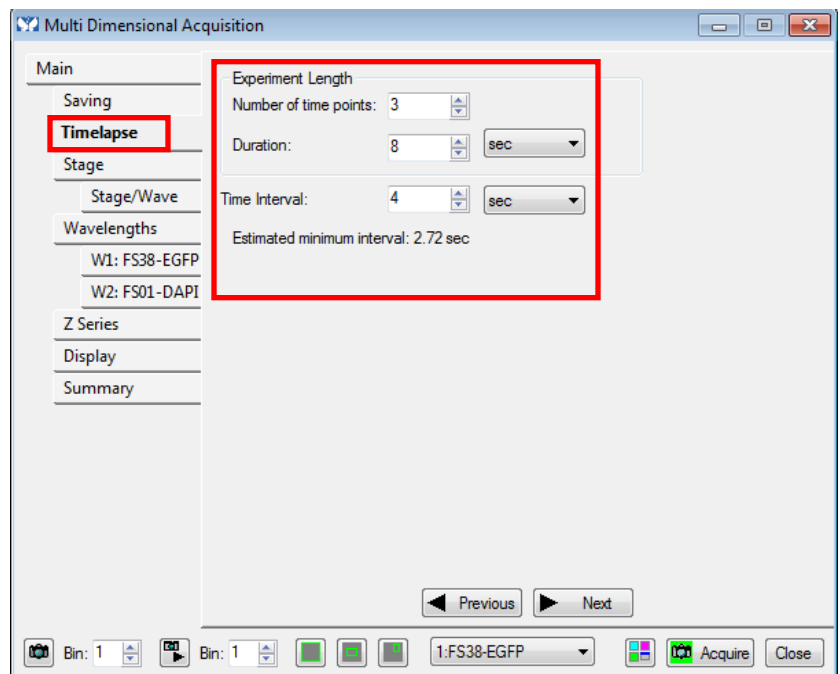 Multi Dimensional Acquisition
Main
Saving
Timelapse
Stage
Stage/Wave
Wavelengths
W1: FS38-EGFP
W2: FS01-DAPI
Z Series
Display
Summary
Experiment Length
Number of time points: 3
Duration: 8 sec
Time Interval: 4 sec
Estimated minimum interval: 2.72 sec
Previous Next
Bin: 1 Bin: 1 1:FS38-EGFP Acquire Close